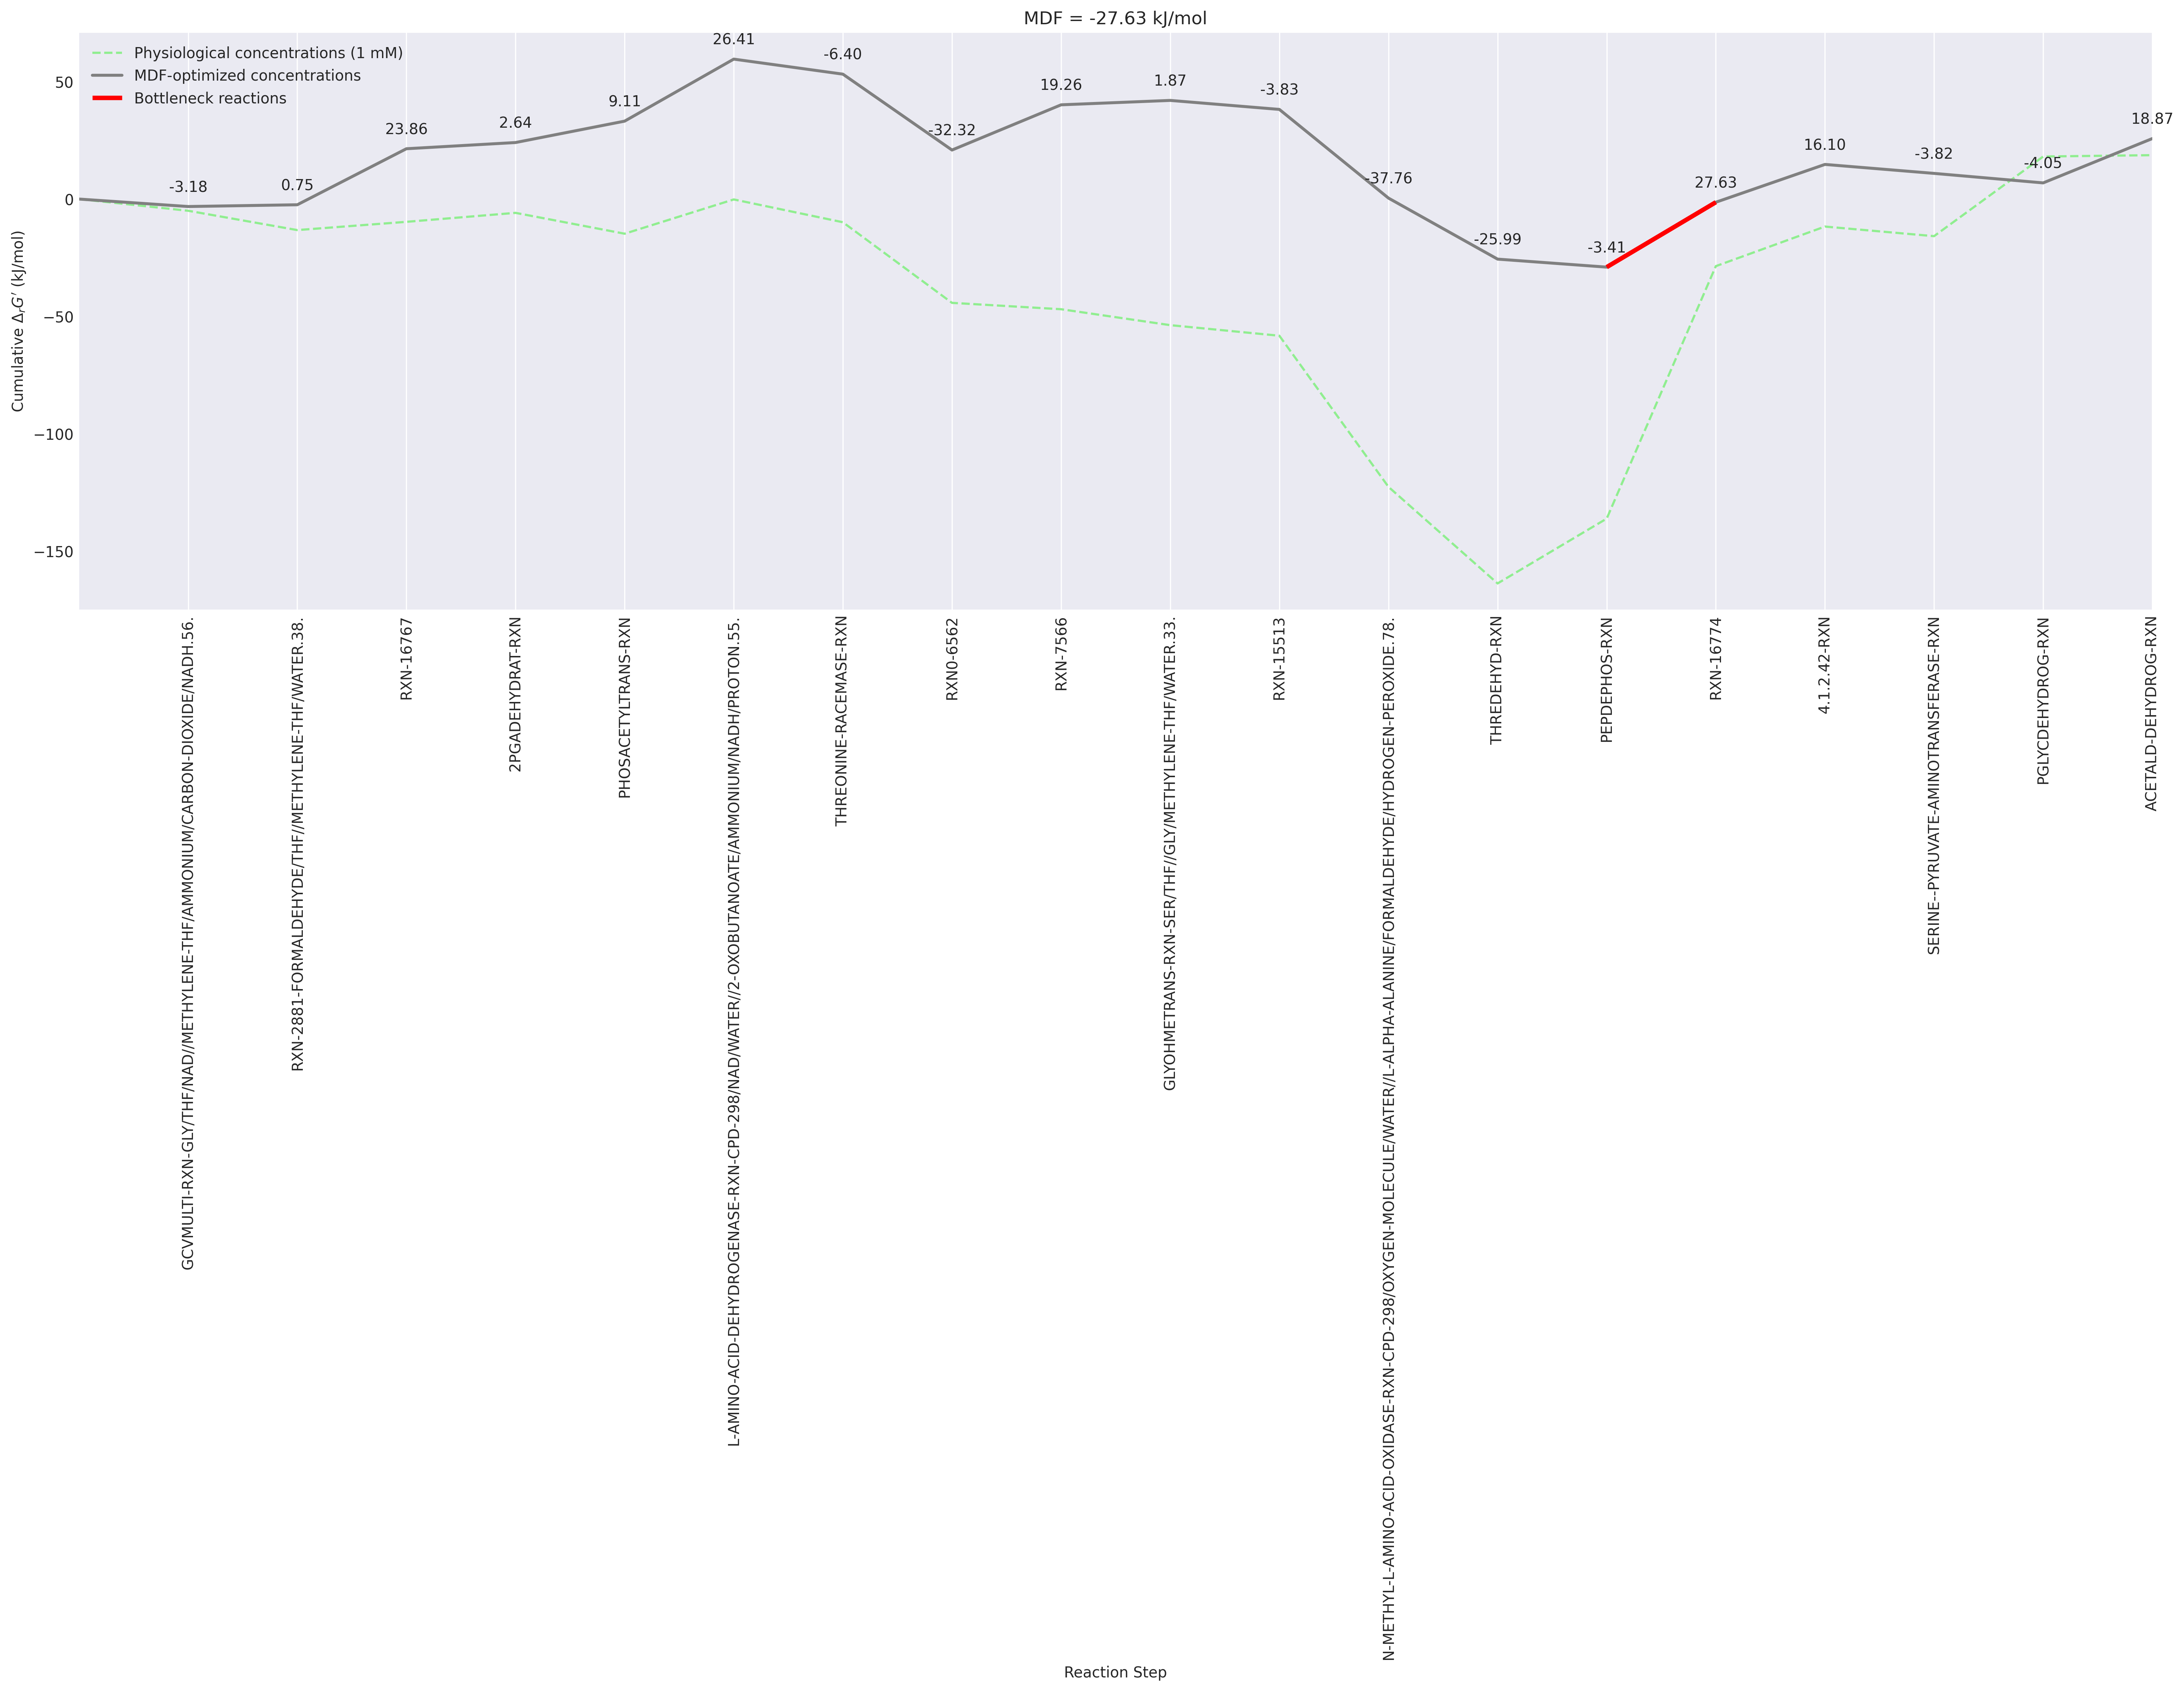 MDF = -27.63 kJ/mol
Physiological concentrations (1 mM)
MDF-optimized concentrations
Bottleneck reactions
-3.18
0.75
23.86
2.64
9.11
26.41
-6.40
-32.32
19.26
1.87
-3.83
-37.76
-25.99
-3.41
27.63
16.10
-3.82
-4.05
18.87
50
0
−50
−100
−150
Cumulative ΔrG′ (kJ/mol)
GCVMULTI-RXN-GLY/THF/NAD//METHYLENE-THF/AMMONIUM/CARBON-DIOXIDE/NADH.56.
RXN-2881-FORMALDEHYDE/THF//METHYLENE-THF/WATER.38.
RXN-16767
2PGADEHYDRAT-RXN
PHOSACETYLTRANS-RXN
L-AMINO-ACID-DEHYDROGENASE-RXN-CPD-298/NAD/WATER//2-OXOBUTANOATE/AMMONIUM/NADH/PROTON.55.
THREONINE-RACEMASE-RXN
RXN0-6562
RXN-7566
GLYOHMETRANS-RXN-SER/THF//GLY/METHYLENE-THF/WATER.33.
RXN-15513
N-METHYL-L-AMINO-ACID-OXIDASE-RXN-CPD-298/OXYGEN-MOLECULE/WATER//L-ALPHA-ALANINE/FORMALDEHYDE/HYDROGEN-PEROXIDE.78.
THREDEHYD-RXN
PEPDEPHOS-RXN
RXN-16774
4.1.2.42-RXN
SERINE--PYRUVATE-AMINOTRANSFERASE-RXN
PGLYCDEHYDROG-RXN
ACETALD-DEHYDROG-RXN
Reaction Step